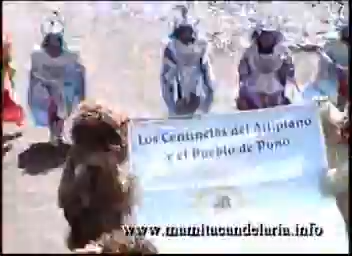 Los Centinelas del Altiplano
y el Pueblo de Puno
www.mamitacandelaria.info